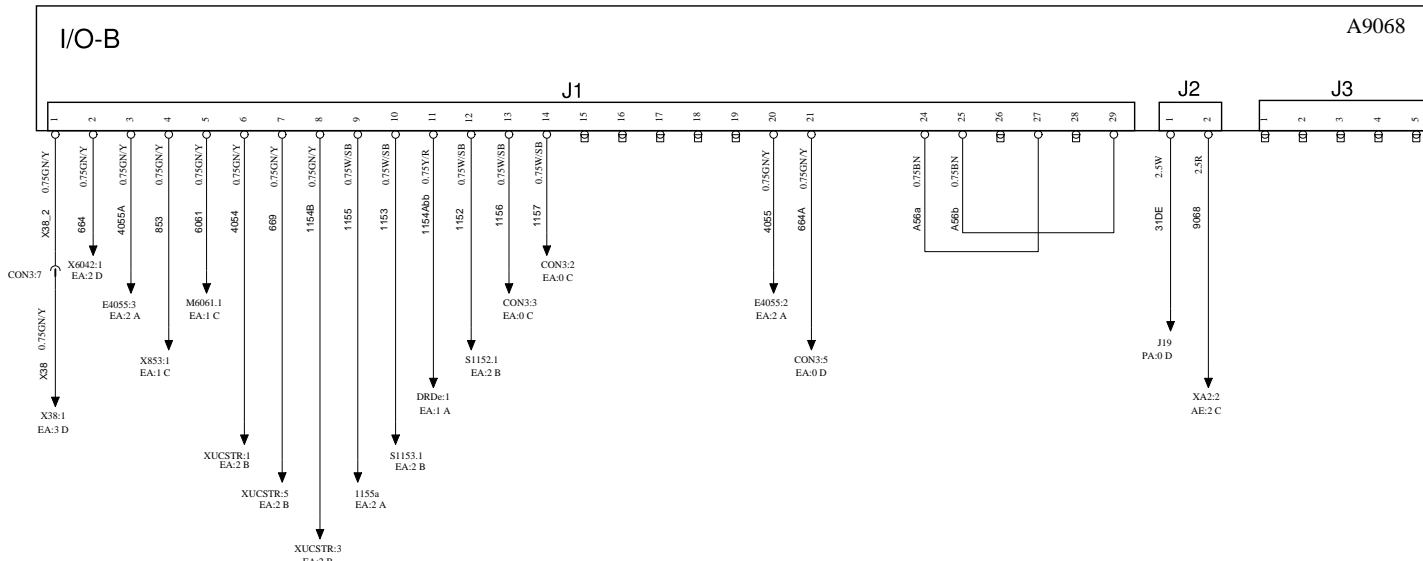 I/O-B
A9068
J1
J2
J3
1 2 3 4 5 6 7 8 9 10 11 12 13 14 15 16 17 18 19 20 21 24 25 26 27 28 29
1 2
1 2 3 4 5
0.75GN/Y
X38_2
0.75GN/Y
664
0.75GN/Y
4055A
0.75GN/Y
853
0.75GN/Y
6061
0.75GN/Y
4054
0.75GN/Y
669
0.75GN/Y
1154B
0.75W/SB
1155
0.75W/SB
1153
0.75Y/R
1154Abb
0.75W/SB
1152
0.75W/SB
1156
0.75W/SB
1157
0.75GN/Y
4055
0.75GN/Y
664A
0.75BN
A56a
0.75BN
A56b
2.5W
31DE
2.5R
9068
CON3:7
0.75GN/Y
X38
X38:1
EA:3 D
X6042:1
EA:2 D
E4055:3
EA:2 A
X853:1
EA:1 C
M6061.1
EA:1 C
XUCSTR:1
EA:2 B
XUCSTR:5
EA:2 B
XUCSTR:3
1155a
EA:2 A
S1153.1
EA:2 B
DRDe:1
EA:1 A
S1152.1
EA:2 B
CON3:3
EA:0 C
CON3:2
EA:0 C
E4055:2
EA:2 A
CON3:5
EA:0 D
J19
PA:0 D
XA2:2
AE:2 C